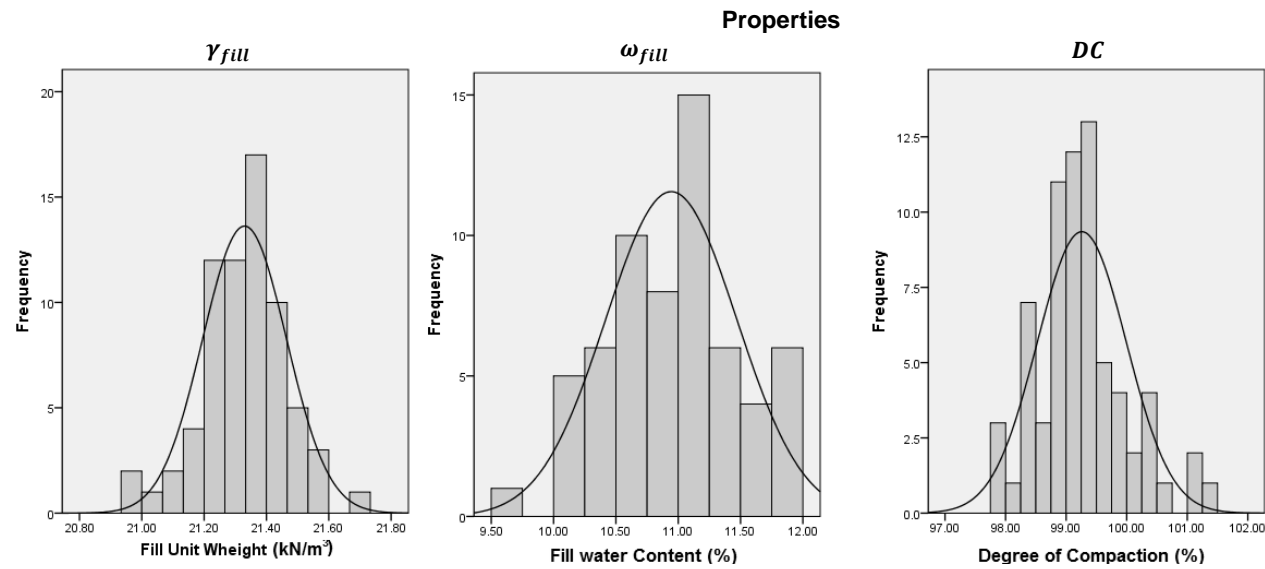 Properties
γfill
ωfill
DC
Frequency
20
15
10
5
0
20.80 21.00 21.20 21.40 21.60 21.80
Fill Unit Wheight (kN/m³)
Frequency
15
10
5
0
9.50 10.00 10.50 11.00 11.50 12.00
Fill water Content (%)
Frequency
12.5
10.0
7.5
5.0
2.5
0.0
97.00 98.00 99.00 100.00 101.00 102.00
Degree of Compaction (%)